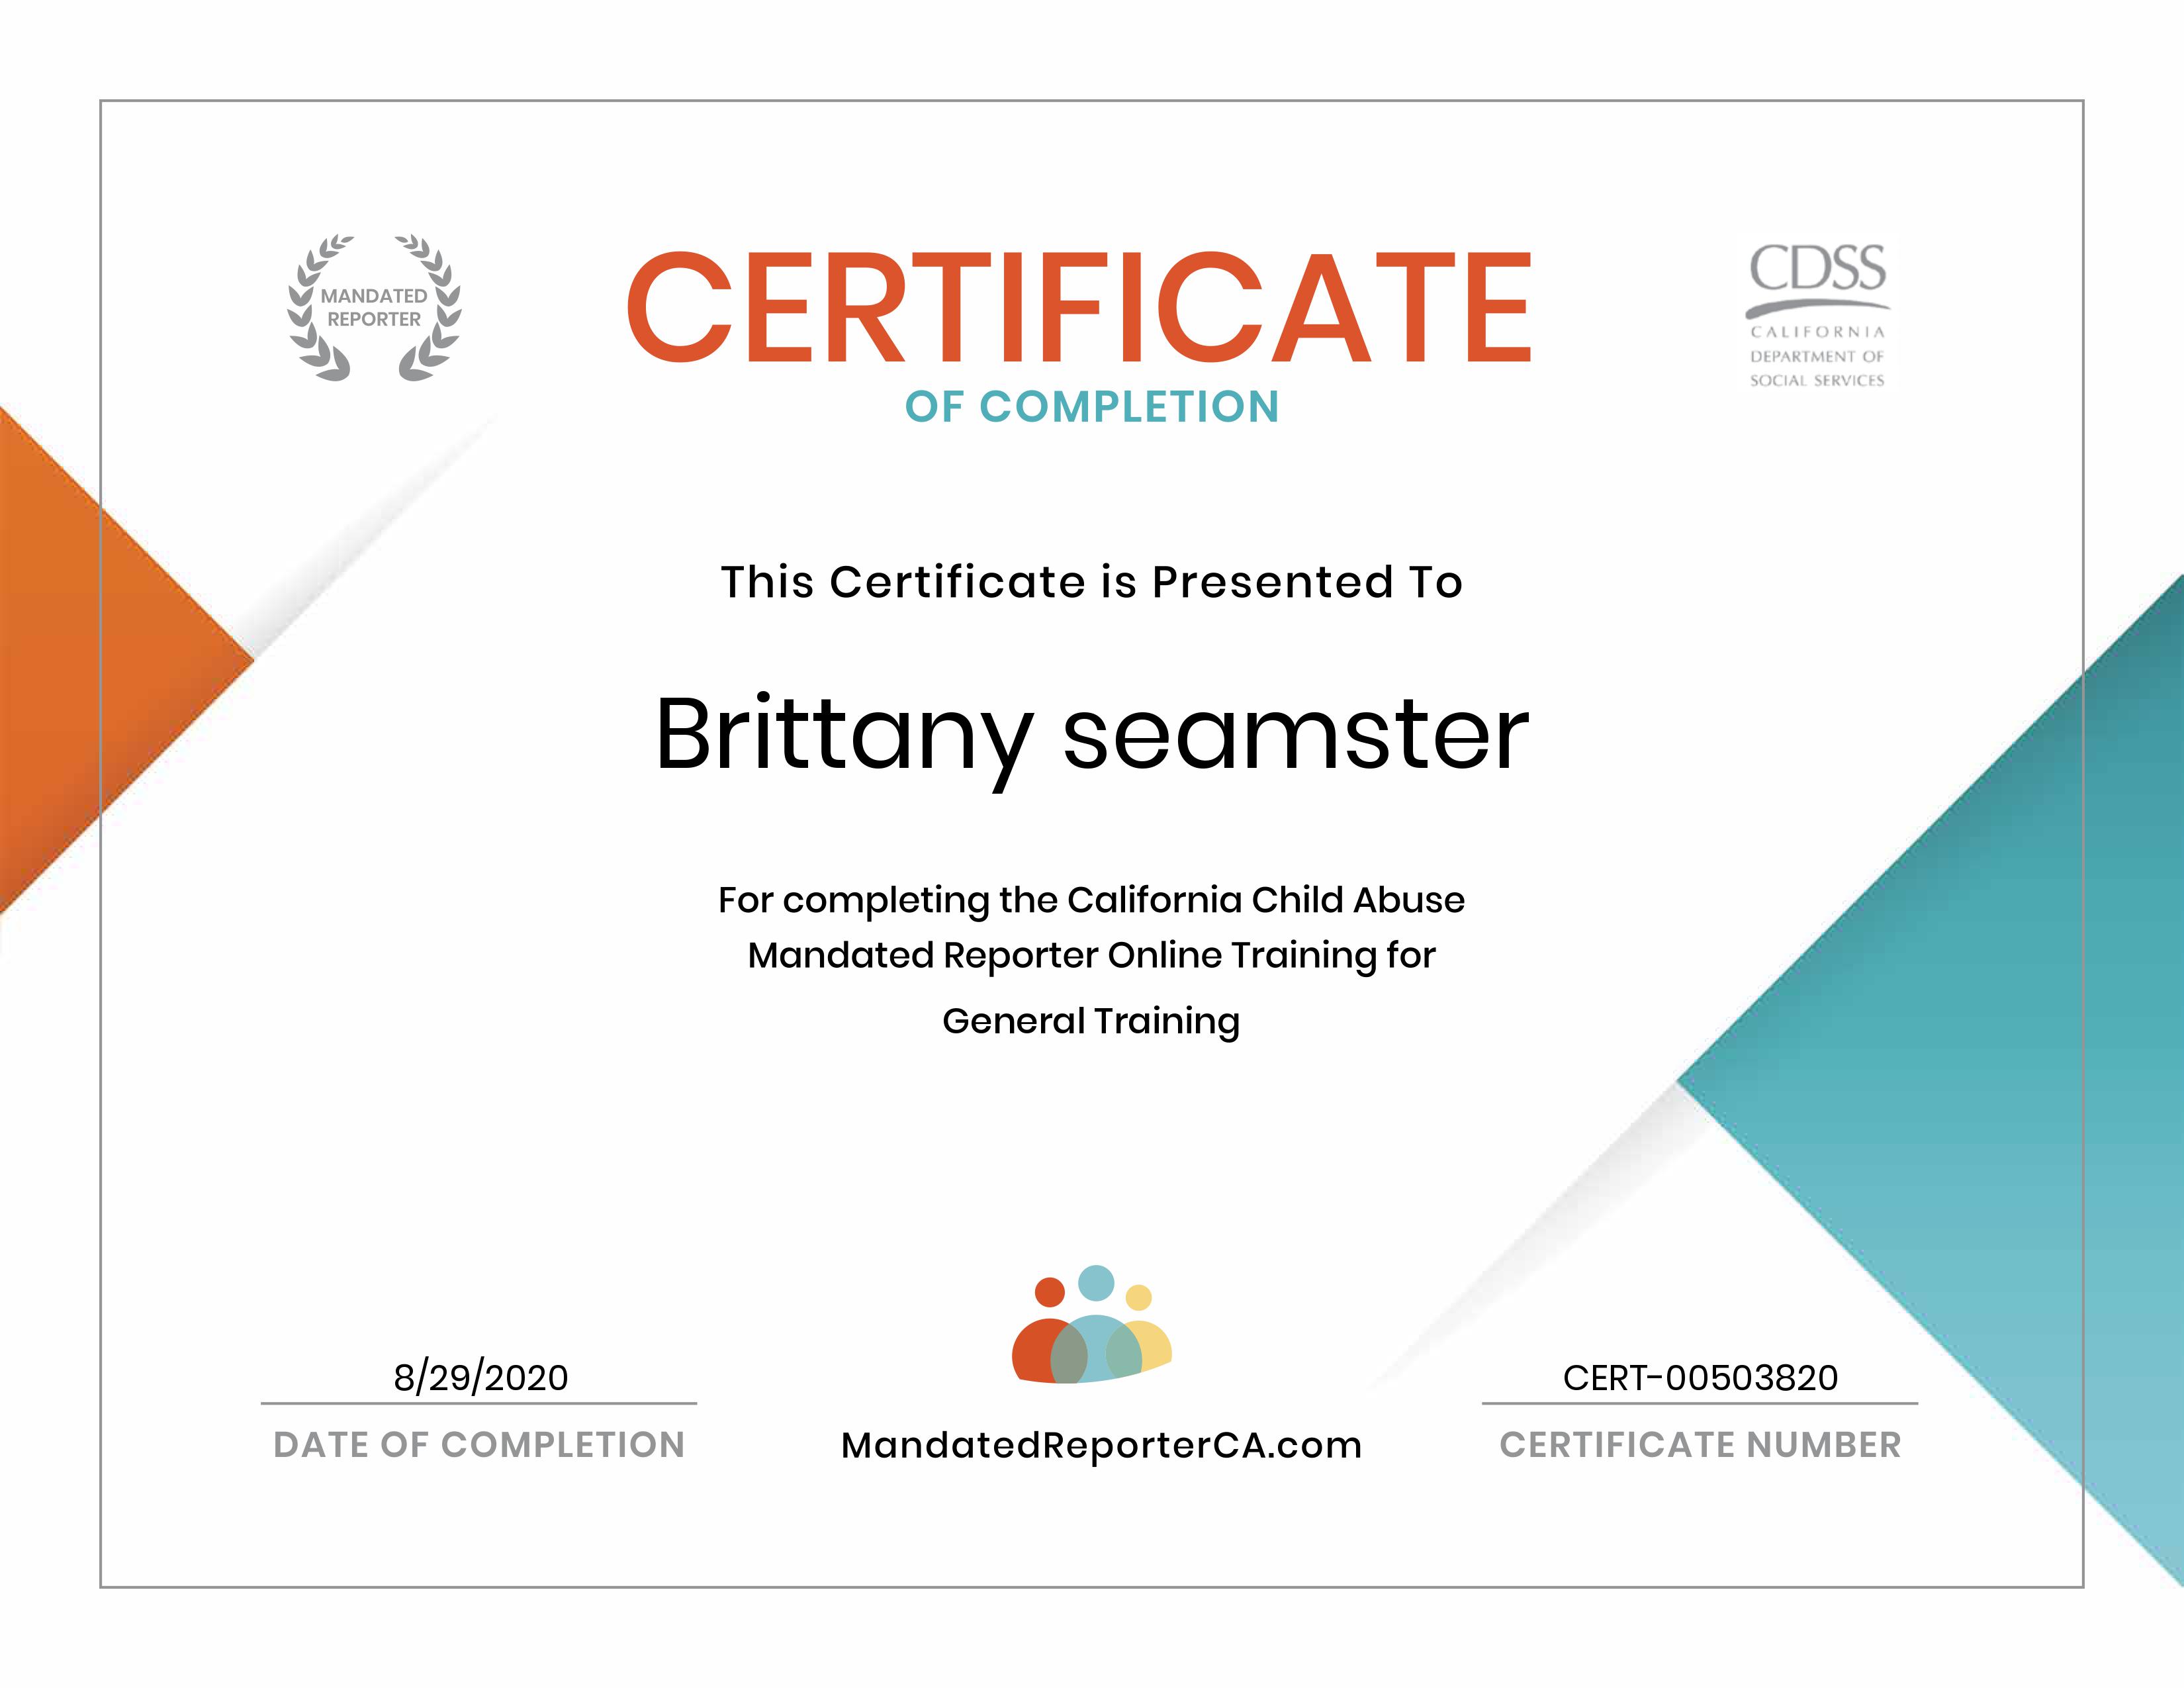 MANDATED
REPORTER
CERTIFICATE
OF COMPLETION
CDSS
CALIFORNIA
DEPARTMENT OF
SOCIAL SERVICES
This Certificate is Presented To
Brittany seamster
For completing the California Child Abuse
Mandated Reporter Online Training for
General Training
8/29/2020
DATE OF COMPLETION
MandatedReporterCA.com
CERT-00503820
CERTIFICATE NUMBER